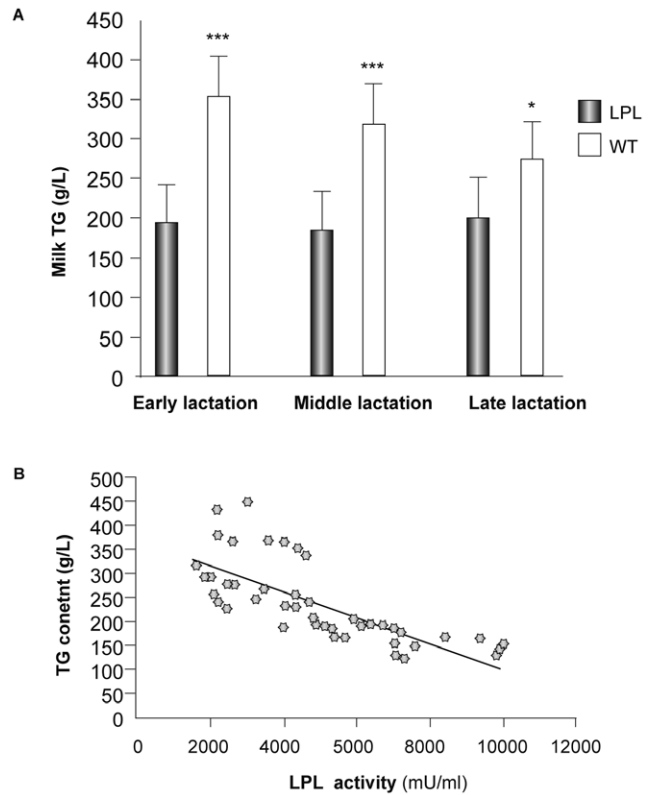 A
450
400
350
300
250
200
150
100
50
0
Milk TG (g/L)
***
***
*
LPL
WT
Early lactation Middle lactation Late lactation
B
500
450
400
350
300
250
200
150
100
50
0
TG conetnt (g/L)
0 2000 4000 6000 8000 10000 12000
LPL activity (mU/ml)